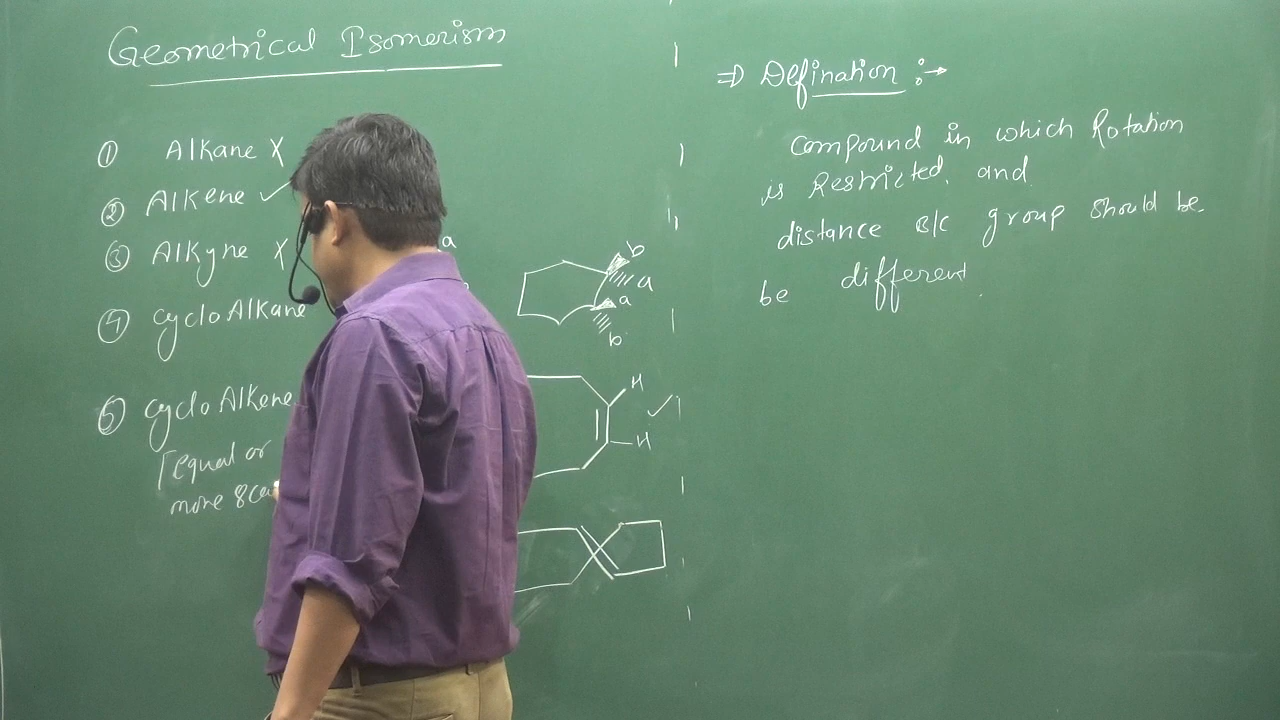 Geometrical Isomerism
① Alkane X
② Alkene ✓
③ Alkyne X
④ cyclo Alkane
⑤ cyclo Alkene
[equal or
more 8
a
b
a
a
b
H
✓
H
⇒ Defination :→
Compound in which Rotation
is Restricted. and
distance B/C group should be
be different.